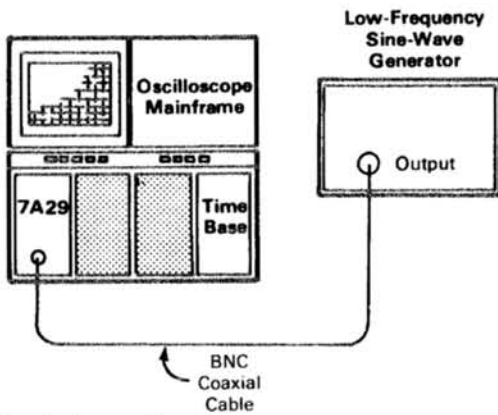 Low-Frequency
Sine-Wave
Generator
Oscilloscope
Mainframe
Output
7A29
Time
Base
BNC
Coaxial
Cable